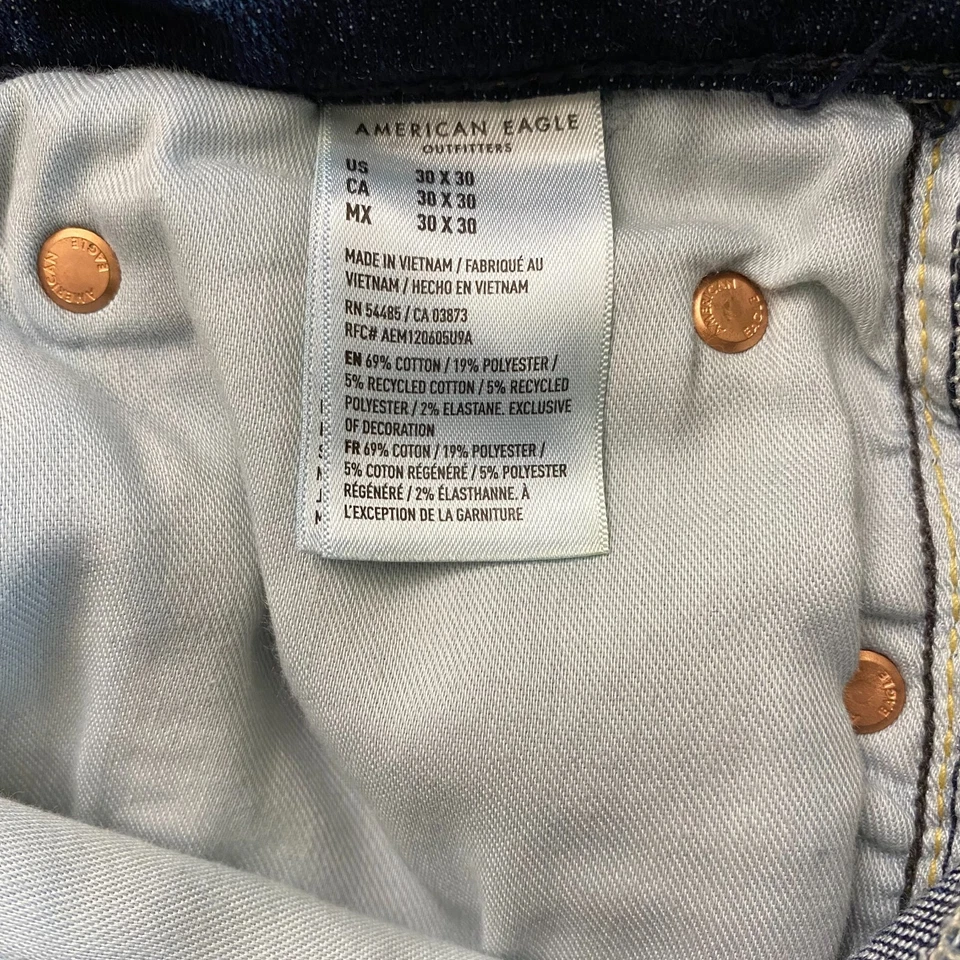 AMERICAN EAGLE
OUTFITTERS
US 30 X 30
CA 30 X 30
MX 30 X 30
MADE IN VIETNAM / FABRIQUÉ AU
VIETNAM / HECHO EN VIETNAM
RN 54485 / CA 03873
RFC# AEM120605U9A
EN 69% COTTON / 19% POLYESTER /
5% RECYCLED COTTON / 5% RECYCLED
POLYESTER / 2% ELASTANE. EXCLUSIVE
OF DECORATION
FR 69% COTON / 19% POLYESTER /
5% COTON RÉGÉNÉRÉ / 5% POLYESTER
RÉGÉNÉRÉ / 2% ÉLASTHANNE. À
L'EXCEPTION DE LA GARNITURE
AMERICAN EAGLE
AMERICAN EAGLE
EAGLE